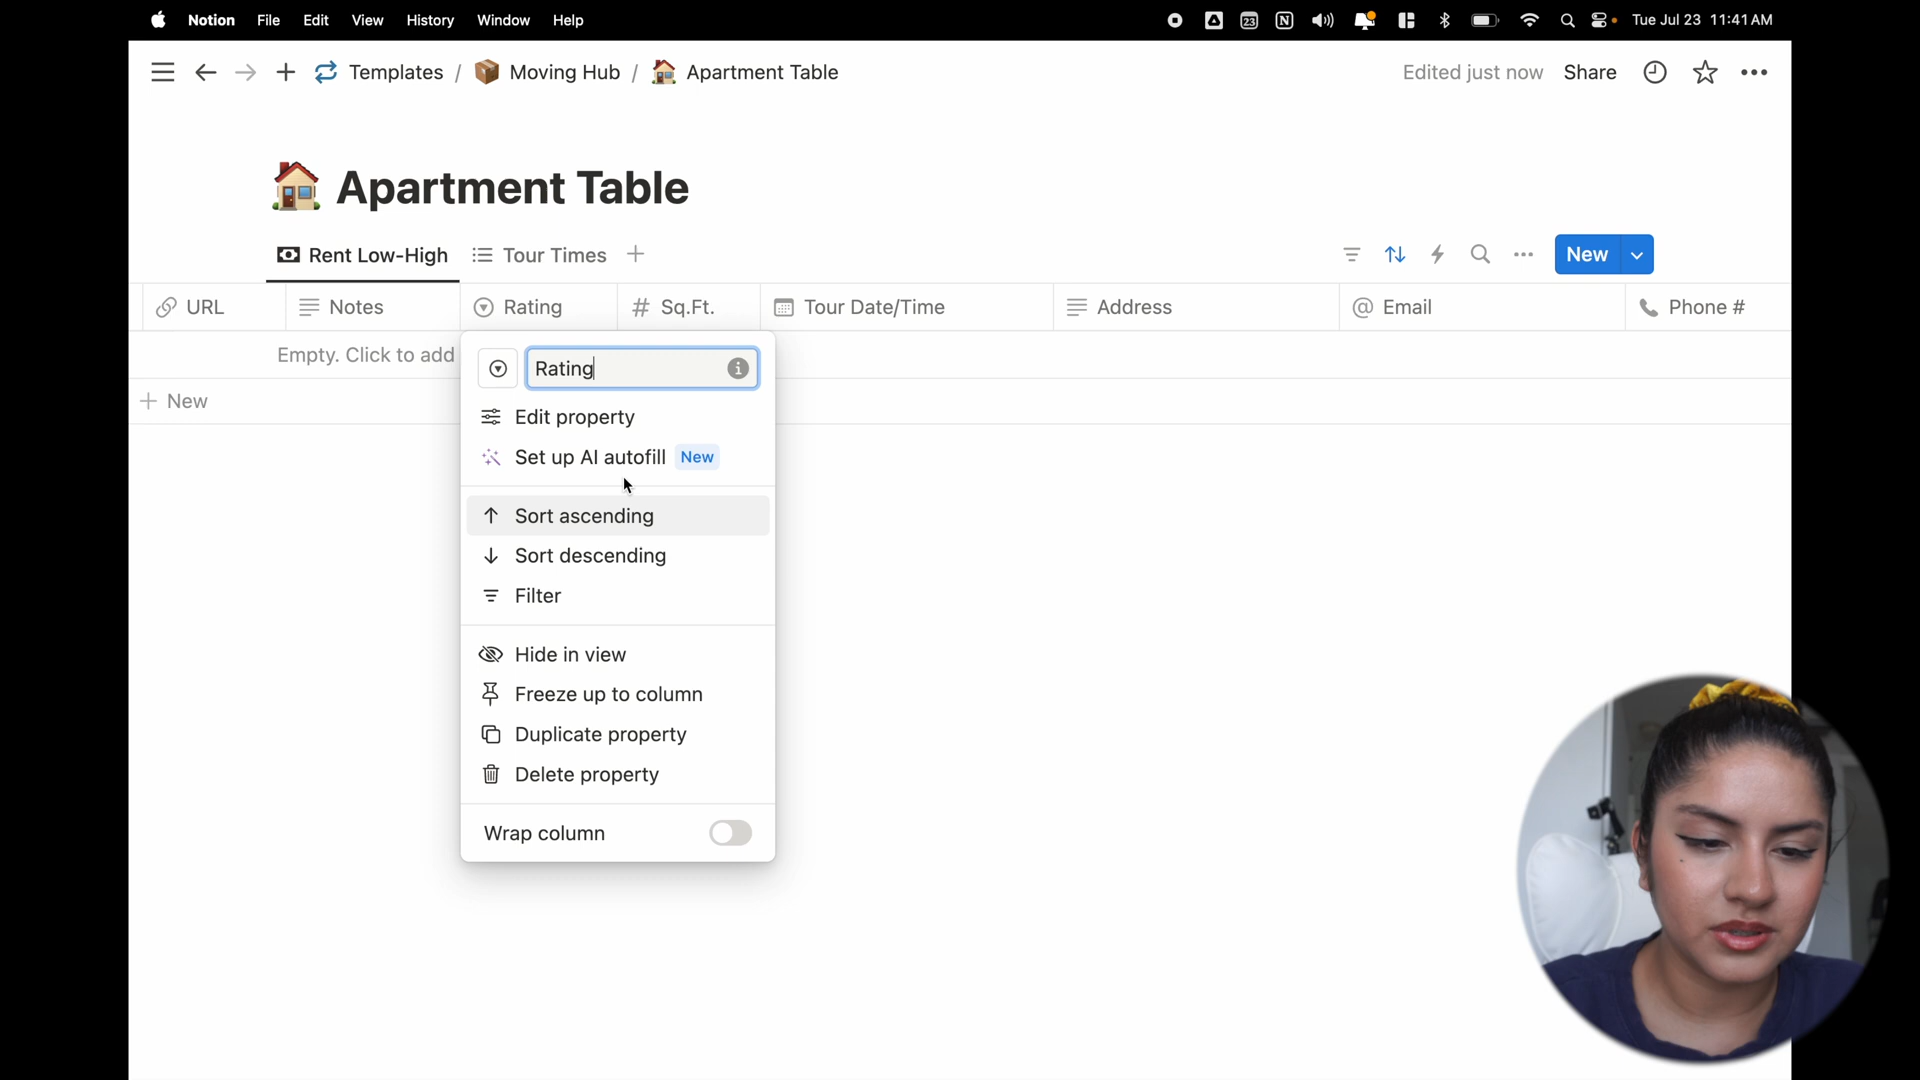 Notion File Edit View History Window Help 23 N Tue Jul 23 11:41 AM
Templates / Moving Hub / Apartment Table Edited just now Share
Apartment Table
Rent Low-High Tour Times New
URL Notes Rating # Sq.Ft. Tour Date/Time Address @ Email Phone #
Empty. Click to add
Rating
New
Edit property
Set up AI autofill New
Sort ascending
Sort descending
Filter
Hide in view
Freeze up to column
Duplicate property
Delete property
Wrap column